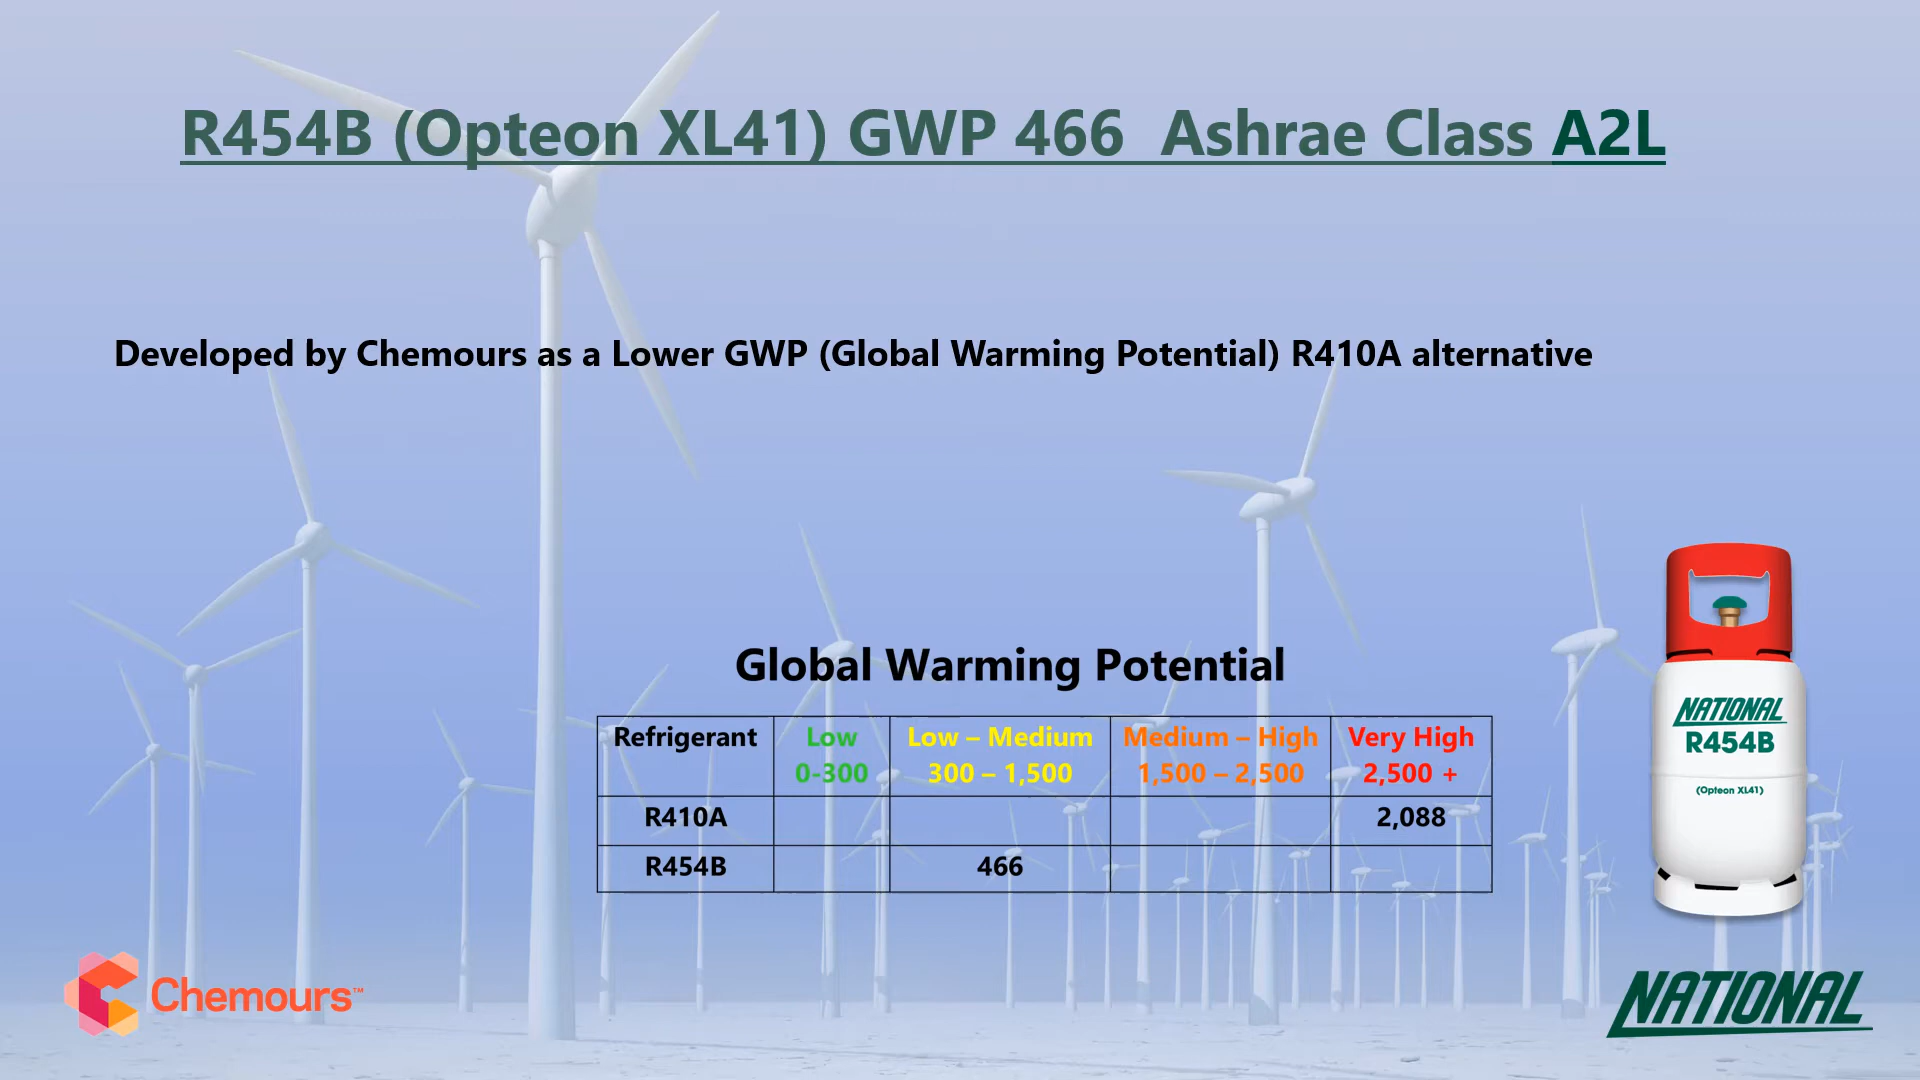 R454B (Opteon XL41) GWP 466 Ashrae Class A2L
Developed by Chemours as a Lower GWP (Global Warming Potential) R410A alternative
Global Warming Potential
Refrigerant Low Low – Medium Medium – High Very High
0-300 300 – 1,500 1,500 – 2,500 2,500 +
R410A 2,088
R454B 466
NATIONAL
R454B
(Opteon XL41)
Chemours™
NATIONAL